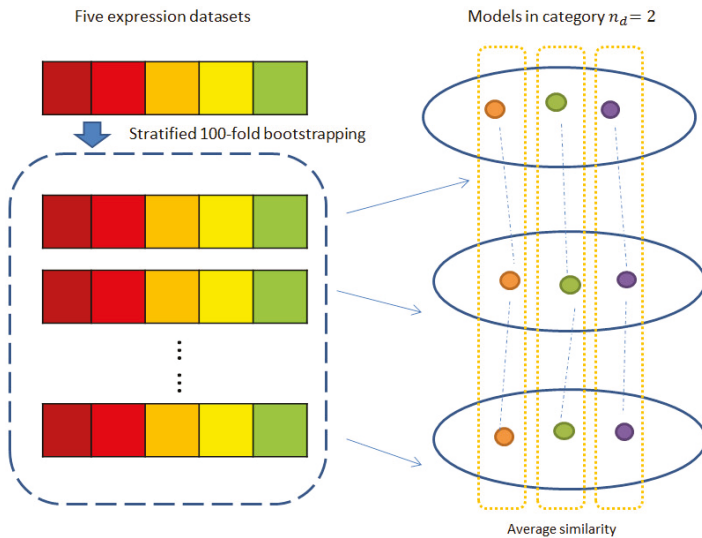 Five expression datasets
Models in category n_d = 2
Stratified 100-fold bootstrapping
Average similarity